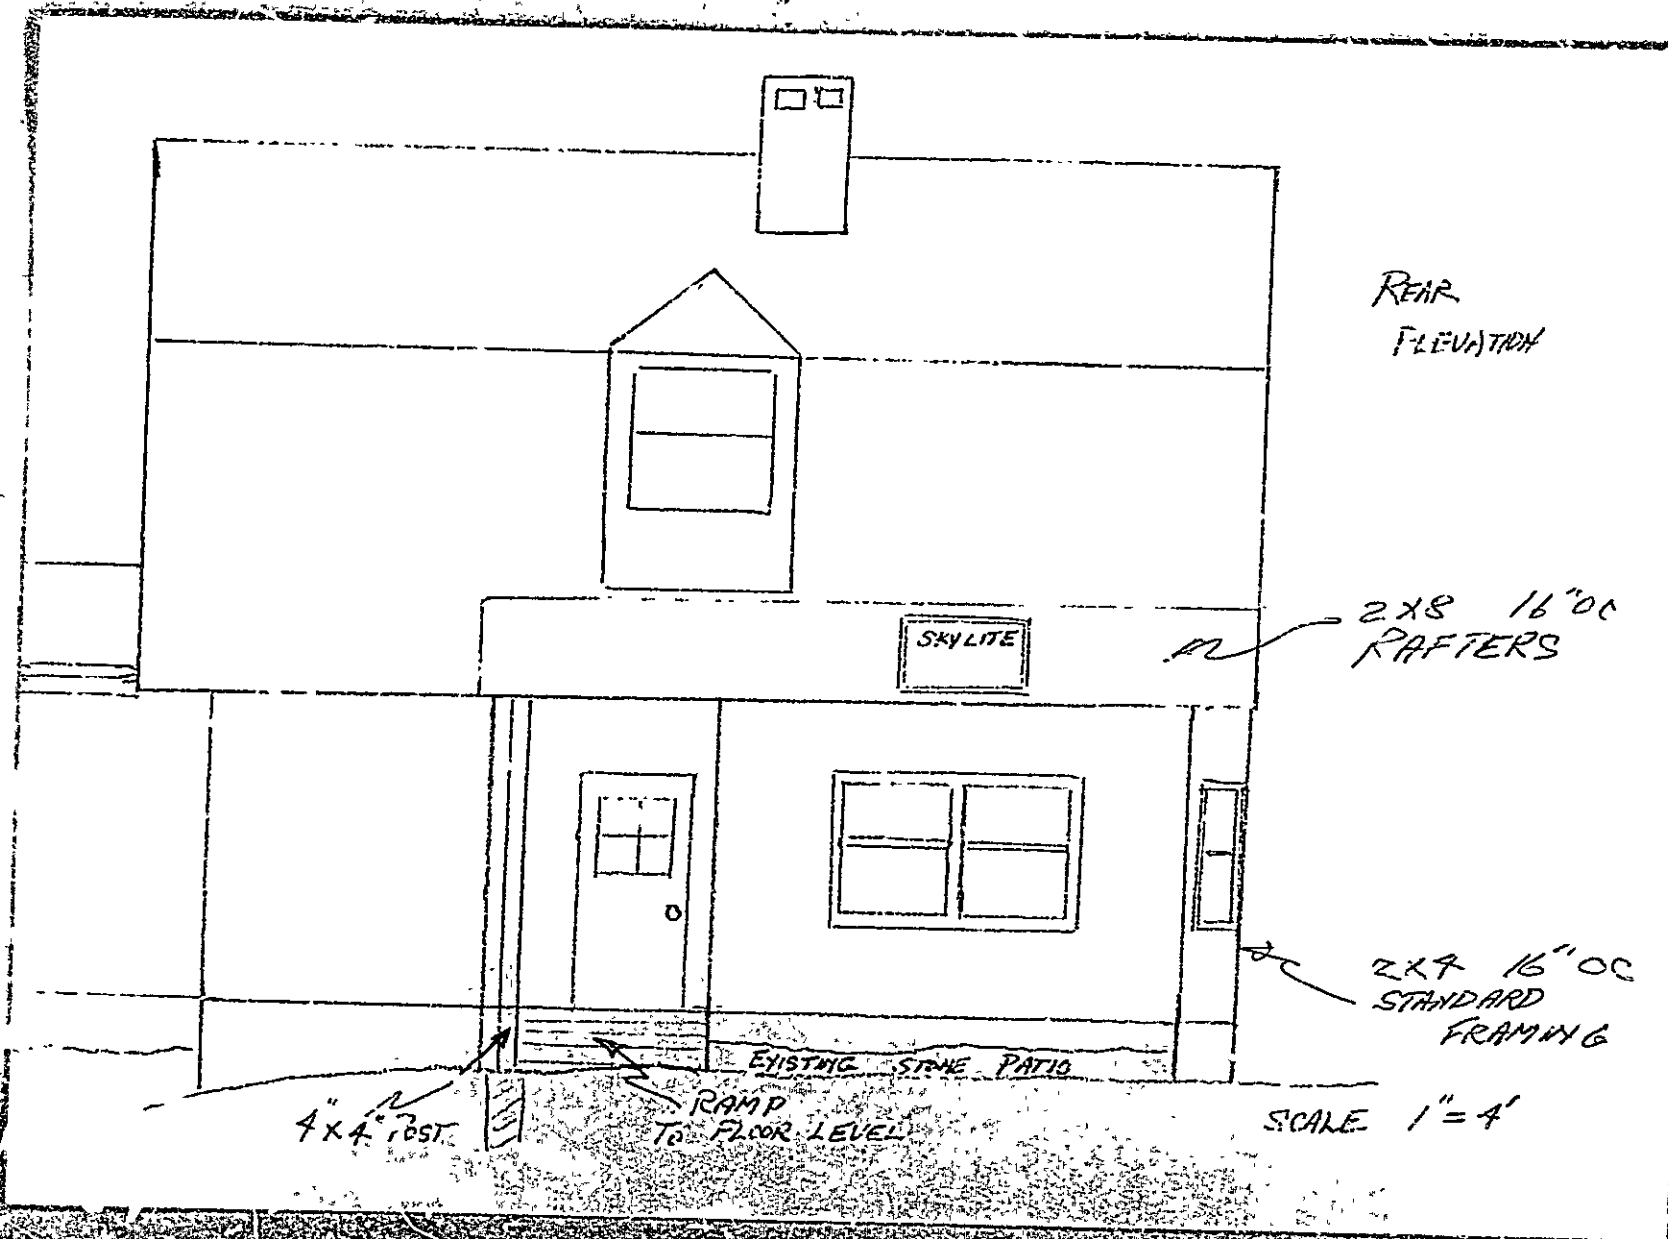 REAR
ELEVATION
SKYLITE
2X8 16"OC
RAFTERS
2X4 16"OC
STANDARD
FRAMING
EXISTING STONE PATIO
4"X4" POST
RAMP
TO FLOOR LEVEL
SCALE 1"=4'